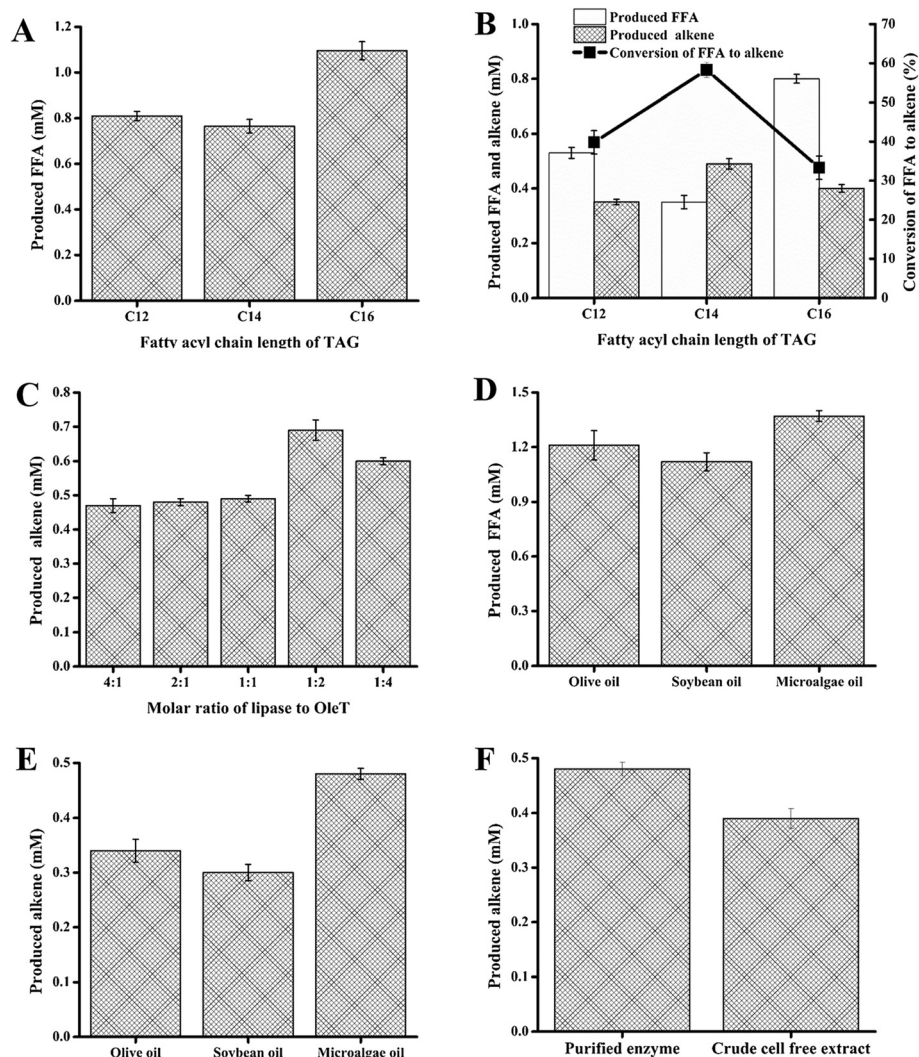 A
Produced FFA (mM)
1.2
1.0
0.8
0.6
0.4
0.2
0.0
C12 C14 C16
Fatty acyl chain length of TAG
B
Produced FFA
Produced alkene
Conversion of FFA to alkene
Produced FFA and alkene (mM)
1.0
0.8
0.6
0.4
0.2
0.0
70
60
50
40
30
20
10
0
Conversion of FFA to alkene (%)
C12 C14 C16
Fatty acyl chain length of TAG
C
Produced alkene (mM)
0.8
0.7
0.6
0.5
0.4
0.3
0.2
0.1
0.0
4:1 2:1 1:1 1:2 1:4
Molar ratio of lipase to OleT
D
Produced FFA (mM)
1.5
1.2
0.9
0.6
0.3
0.0
Olive oil Soybean oil Microalgae oil
E
Produced alkene (mM)
0.5
0.4
0.3
0.2
0.1
0.0
Olive oil Soybean oil Microalgae oil
F
Produced alkene (mM)
0.5
0.4
0.3
0.2
0.1
0.0
Purified enzyme Crude cell free extract